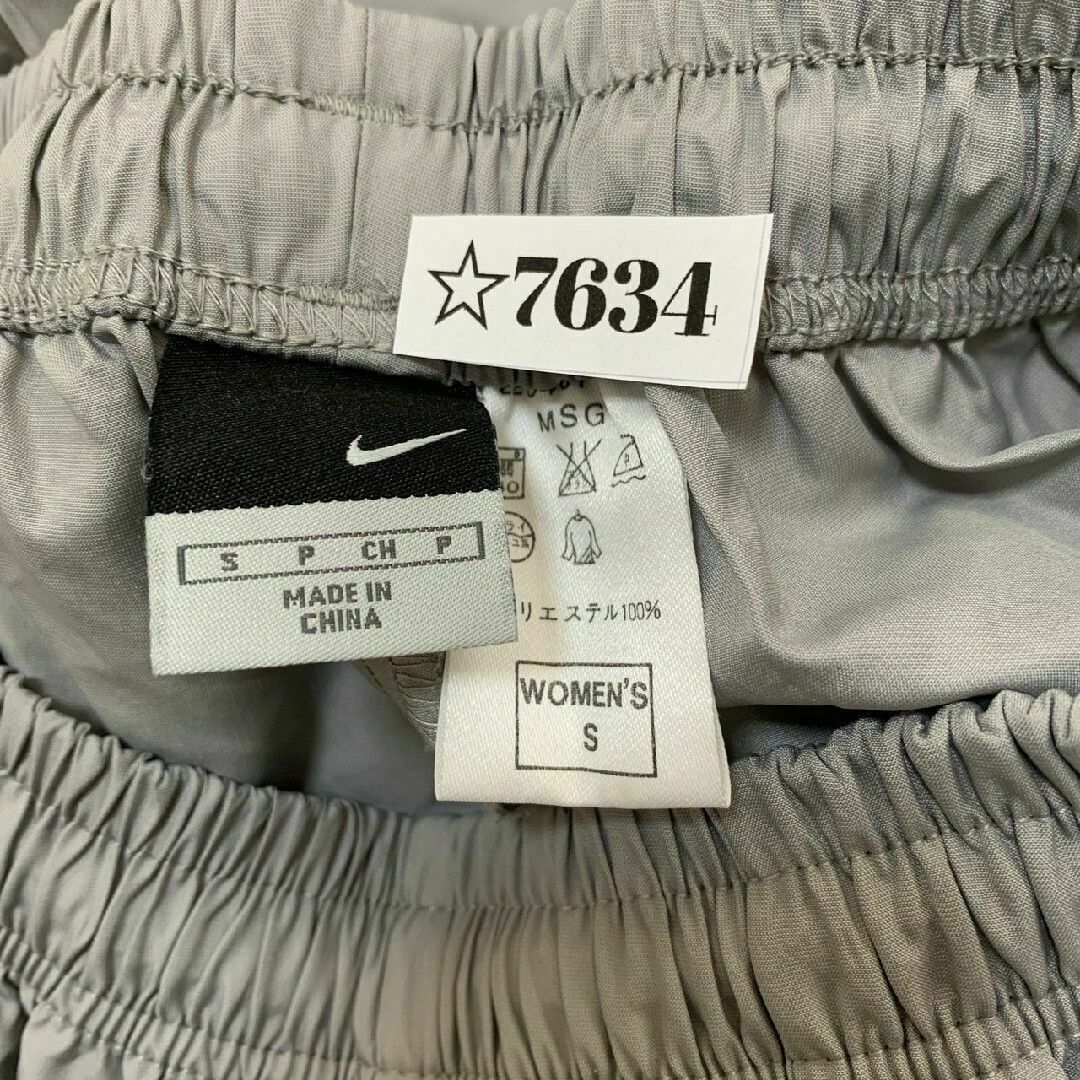 ☆7634
MSG
S P CH P
MADE IN
CHINA
リエステル100%
WOMEN'S
S